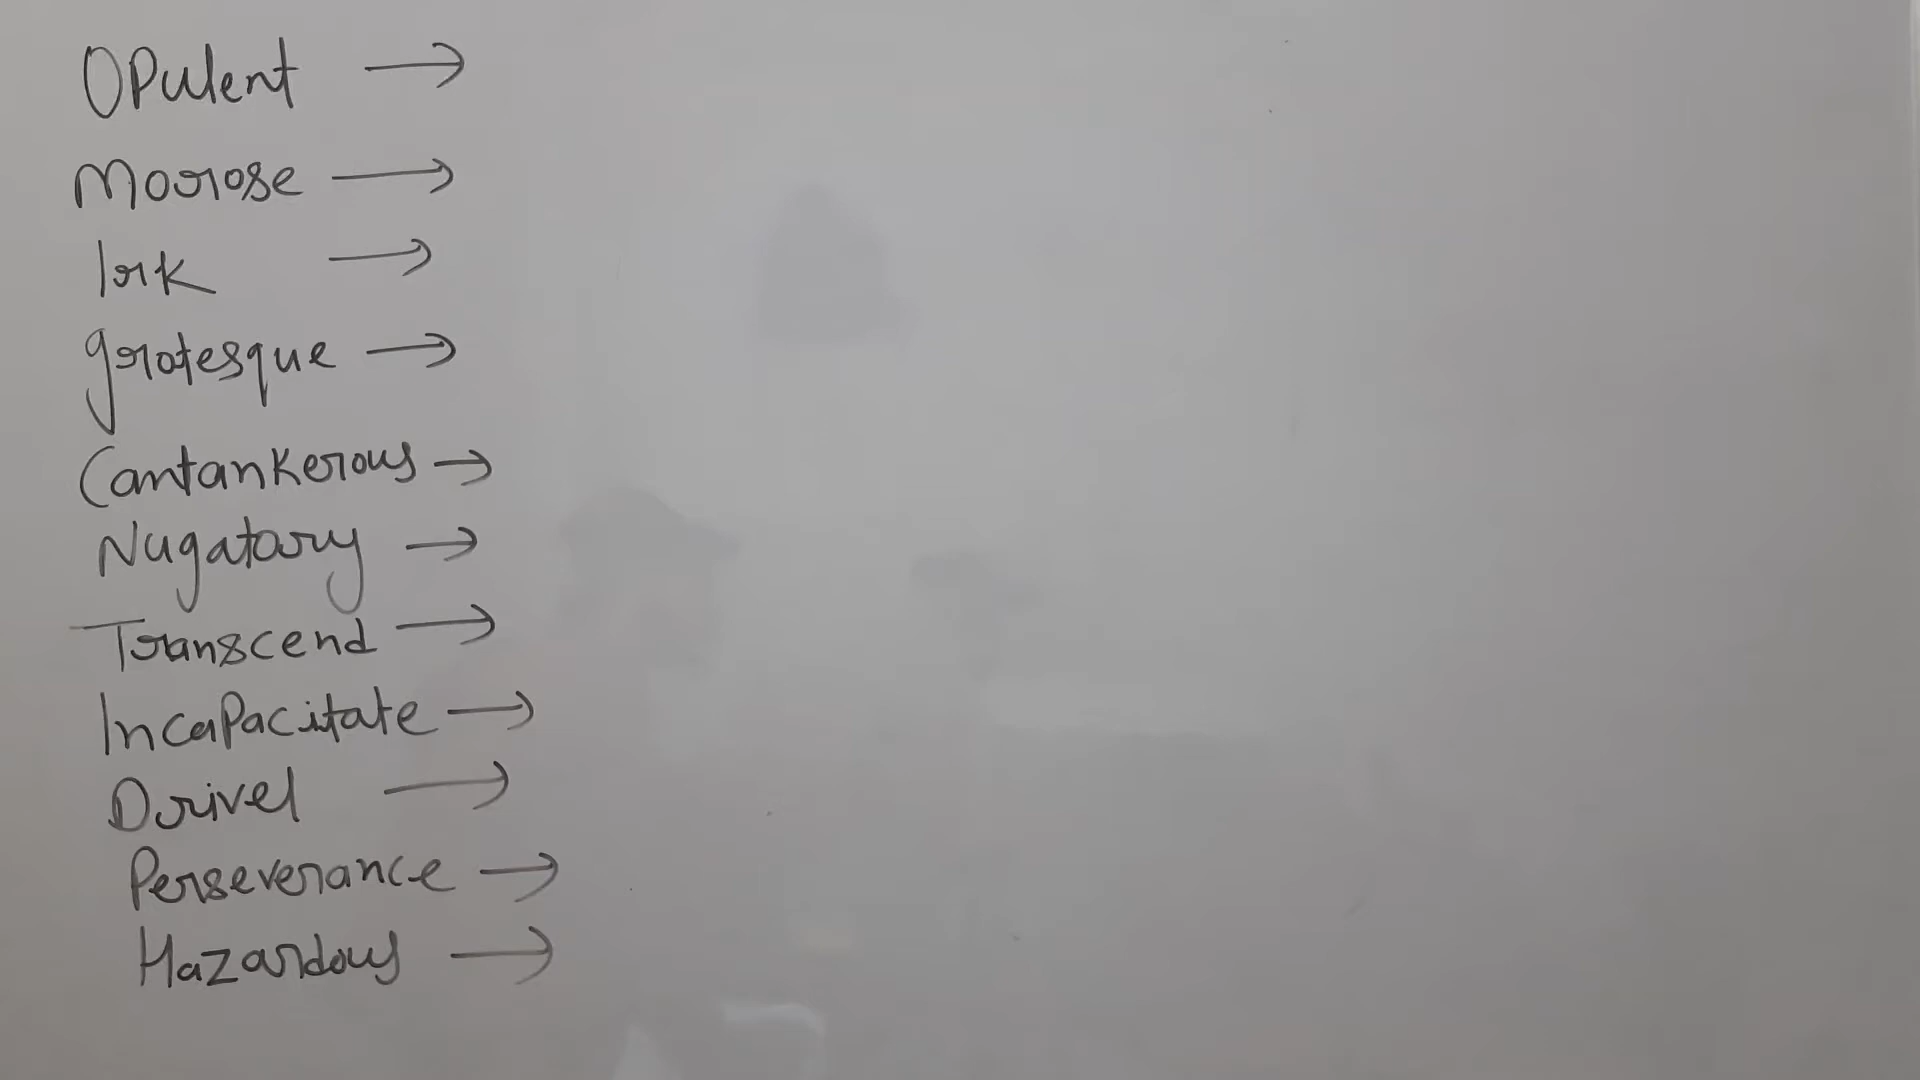 Opulent →
Morose →
Irk →
grotesque →
Cantankerous →
Nugatory →
Transcend →
Incapacitate →
Drivel →
Perseverance →
Hazardous →